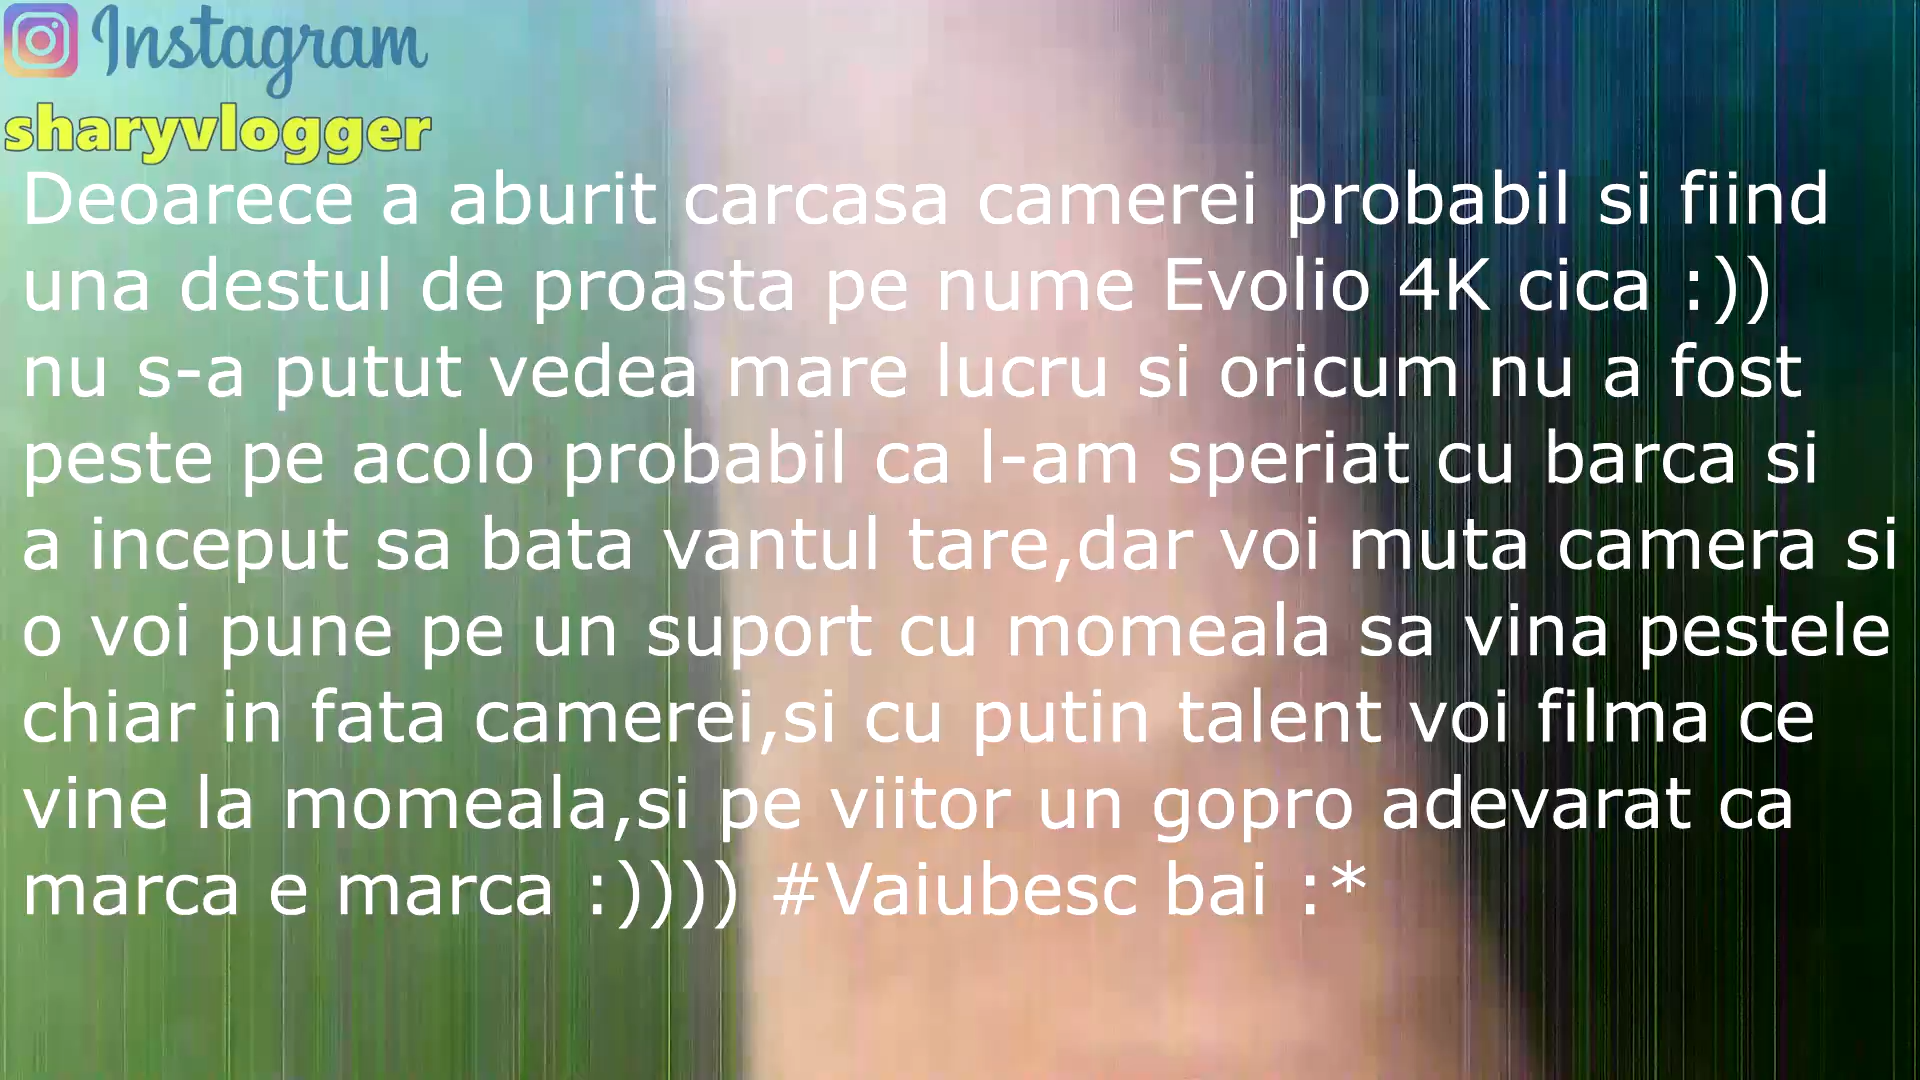 Instagram
sharyvlogger
Deoarece a aburit carcasa camerei probabil si fiind
una destul de proasta pe nume Evolio 4K cica :))
nu s-a putut vedea mare lucru si oricum nu a fost
peste pe acolo probabil ca l-am speriat cu barca si
a inceput sa bata vantul tare,dar voi muta camera si
o voi pune pe un suport cu momeala sa vina pestele
chiar in fata camerei,si cu putin talent voi filma ce
vine la momeala,si pe viitor un gopro adevarat ca
marca e marca :)))) #Vaiubesc bai :*